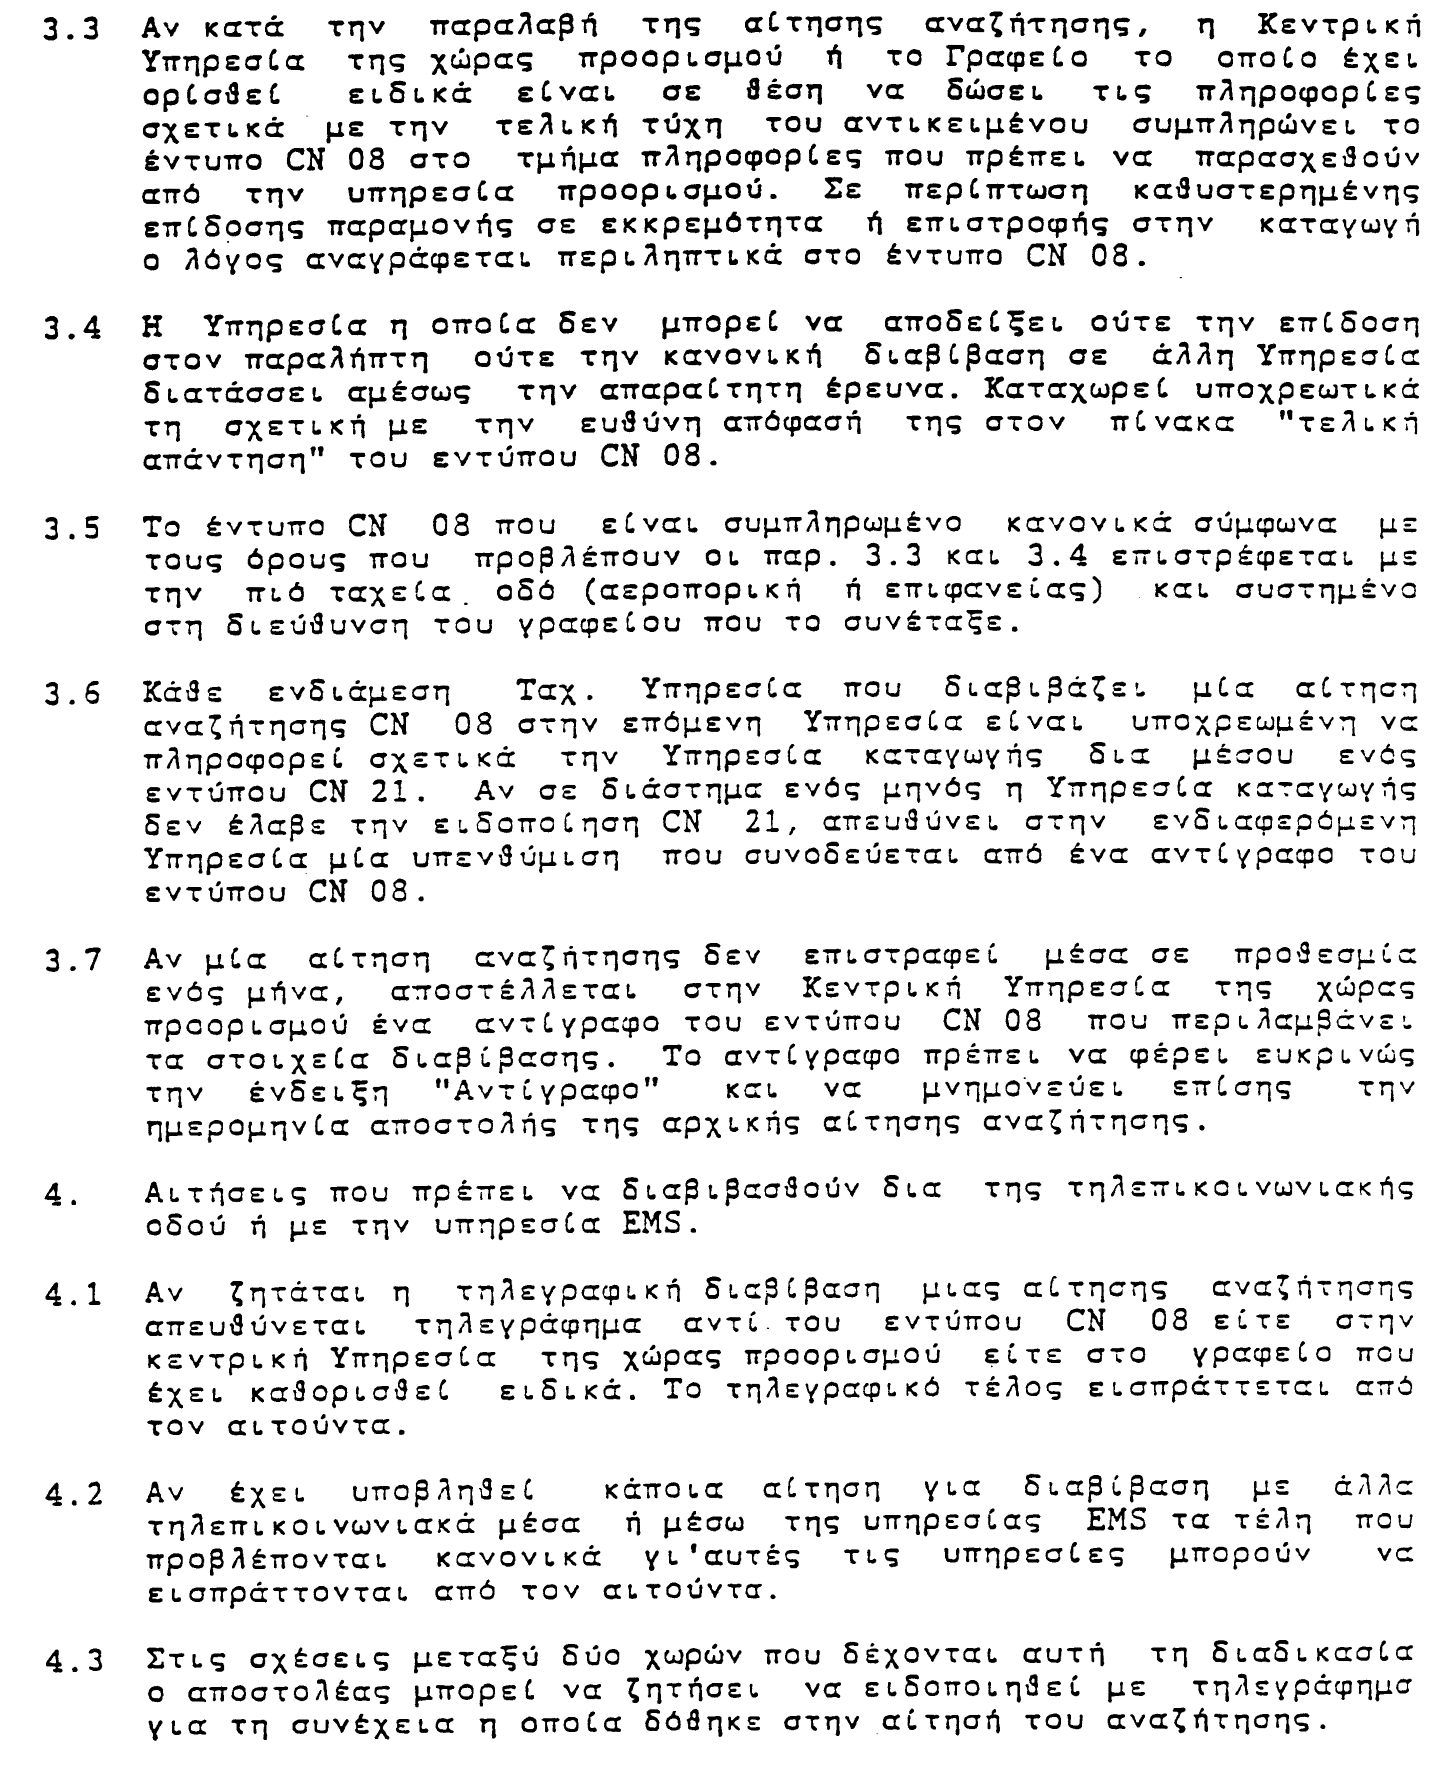 3.3 Αν κατά την παραλαβή της αίτησης αναζήτησης, η Κεντρική
Υπηρεσία της χώρας προορισμού ή το Γραφείο το οποίο έχει
ορίσθεί ειδικά είναι σε θέση να δώσει τις πληροφορίες
σχετικά με την τελική τύχη του αντικειμένου συμπληρώνει το
έντυπο CN 08 στο τμήμα πληροφορίες που πρέπει να παρασχεθούν
από την υπηρεσία προορισμού. Σε περίπτωση καθυστερημένης
επίδοσης παραμονής σε εκκρεμότητα ή επιστροφής στην καταγωγή
ο λόγος αναγράφεται περιληπτικά στο έντυπο CN 08.
3.4 Η Υπηρεσία η οποία δεν μπορεί να αποδείξει ούτε την επίδοση
στον παραλήπτη ούτε την κανονική διαβίβαση σε άλλη Υπηρεσία
διατάσσει αμέσως την απαραίτητη έρευνα. Καταχωρεί υποχρεωτικά
τη σχετική με την ευθύνη απόφασή της στον πίνακα "τελική
απάντηση" του εντύπου CN 08.
3.5 Το έντυπο CN 08 που είναι συμπληρωμένο κανονικά σύμφωνα με
τους όρους που προβλέπουν οι παρ. 3.3 και 3.4 επιστρέφεται με
την πιό ταχεία οδό (αεροπορική ή επιφανείας) και συστημένο
στη διεύθυνση του γραφείου που το συνέταξε.
3.6 Κάθε ενδιάμεση Ταχ. Υπηρεσία που διαβιβάζει μία αίτηση
αναζήτησης CN 08 στην επόμενη Υπηρεσία είναι υποχρεωμένη να
πληροφορεί σχετικά την Υπηρεσία καταγωγής δια μέσου ενός
εντύπου CN 21. Αν σε διάστημα ενός μηνός η Υπηρεσία καταγωγής
δεν έλαβε την ειδοποίηση CN 21, απευθύνει στην ενδιαφερόμενη
Υπηρεσία μία υπενθύμιση που συνοδεύεται από ένα αντίγραφο του
εντύπου CN 08.
3.7 Αν μία αίτηση αναζήτησης δεν επιστραφεί μέσα σε προθεσμία
ενός μήνα, αποστέλλεται στην Κεντρική Υπηρεσία της χώρας
προορισμού ένα αντίγραφο του εντύπου CN 08 που περιλαμβάνει
τα στοιχεία διαβίβασης. Το αντίγραφο πρέπει να φέρει ευκρινώς
την ένδειξη "Αντίγραφο" και να μνημονεύει επίσης την
ημερομηνία αποστολής της αρχικής αίτησης αναζήτησης.
4. Αιτήσεις που πρέπει να διαβιβασθούν δια της τηλεπικοινωνιακής
οδού ή με την υπηρεσία EMS.
4.1 Αν ζητάται η τηλεγραφική διαβίβαση μιας αίτησης αναζήτησης
απευθύνεται τηλεγράφημα αντί του εντύπου CN 08 είτε στην
κεντρική Υπηρεσία της χώρας προορισμού είτε στο γραφείο που
έχει καθορισθεί ειδικά. Το τηλεγραφικό τέλος εισπράττεται από
τον αιτούντα.
4.2 Αν έχει υποβληθεί κάποια αίτηση για διαβίβαση με άλλα
τηλεπικοινωνιακά μέσα ή μέσω της υπηρεσίας EMS τα τέλη που
προβλέπονται κανονικά γι'αυτές τις υπηρεσίες μπορούν να
εισπράττονται από τον αιτούντα.
4.3 Στις σχέσεις μεταξύ δύο χωρών που δέχονται αυτή τη διαδικασία
ο αποστολέας μπορεί να ζητήσει να ειδοποιηθεί με τηλεγράφημα
για τη συνέχεια η οποία δόθηκε στην αίτησή του αναζήτησης.